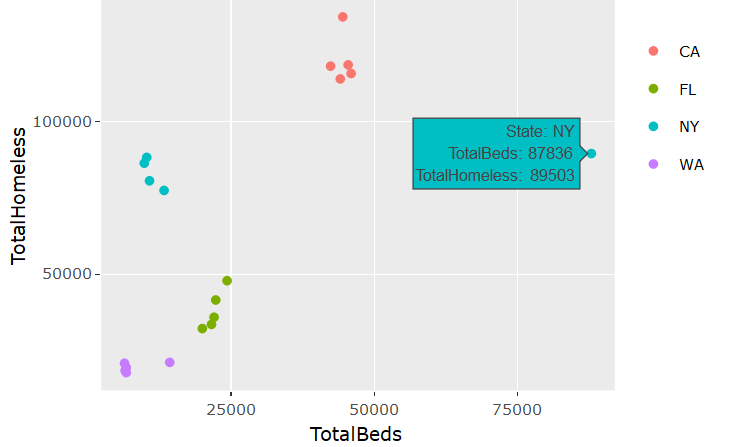 CA
FL
NY
WA
TotalHomeless
100000
50000
State: NY
TotalBeds: 87836
TotalHomeless: 89503
25000
50000
75000
TotalBeds